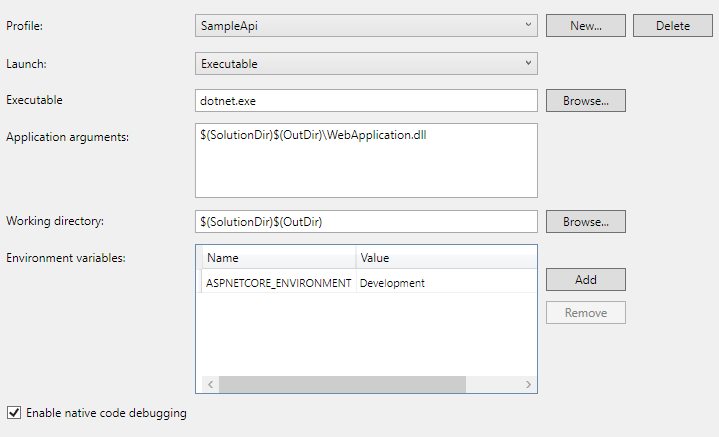 Profile: SampleApi New... Delete
Launch: Executable
Executable dotnet.exe Browse...
Application arguments: $(SolutionDir)$(OutDir)\WebApplication.dll
Working directory: $(SolutionDir)$(OutDir) Browse...
Environment variables: Name Value
Add
ASPNETCORE_ENVIRONMENT Development
Remove
Enable native code debugging